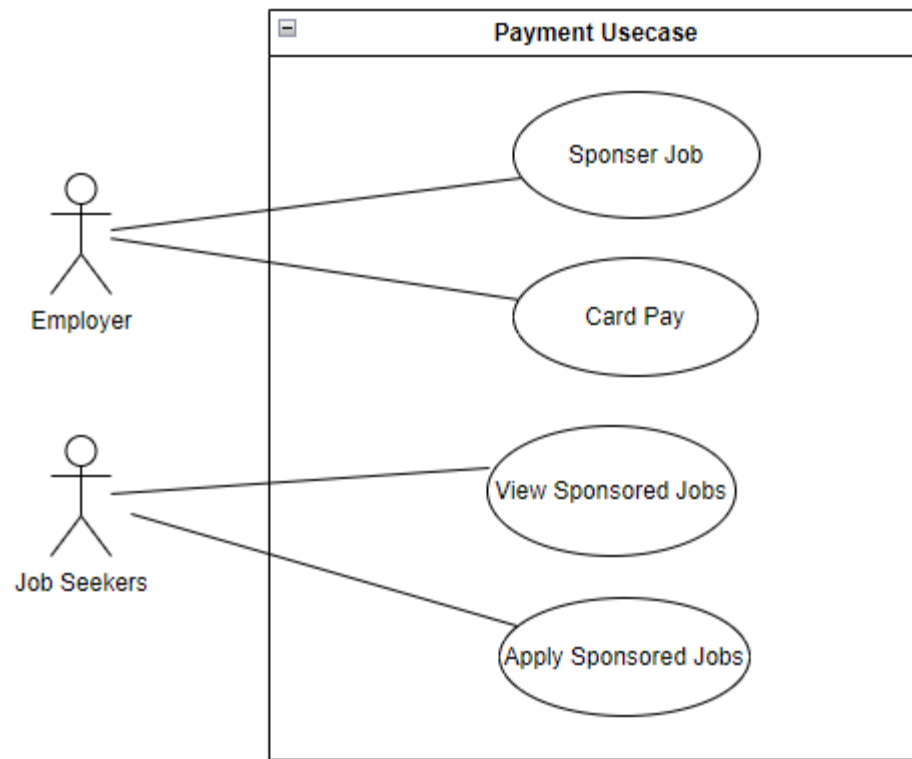 Payment Usecase
Sponser Job
Employer
Card Pay
View Sponsored Jobs
Job Seekers
Apply Sponsored Jobs